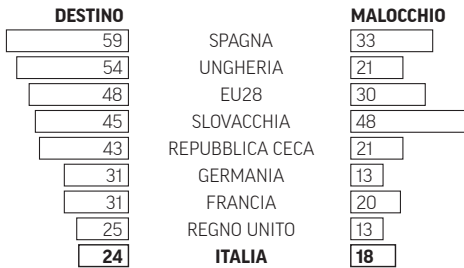 DESTINO MALOCCHIO
59 SPAGNA 33
54 UNGHERIA 21
48 EU28 30
45 SLOVACCHIA 48
43 REPUBBLICA CECA 21
31 GERMANIA 13
31 FRANCIA 20
25 REGNO UNITO 13
24 ITALIA 18